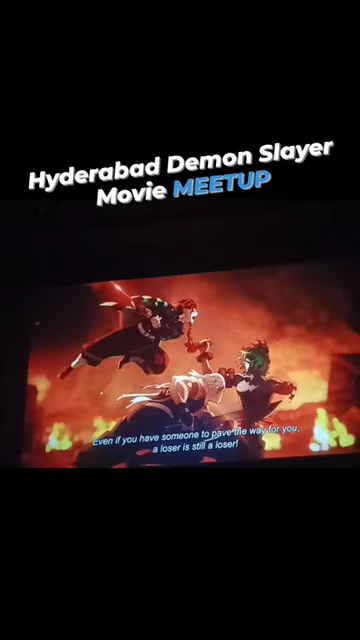 Hyderabad Demon Slayer
Movie MEETUP
Even if you have someone to pave the way for you,
a loser is still a loser!